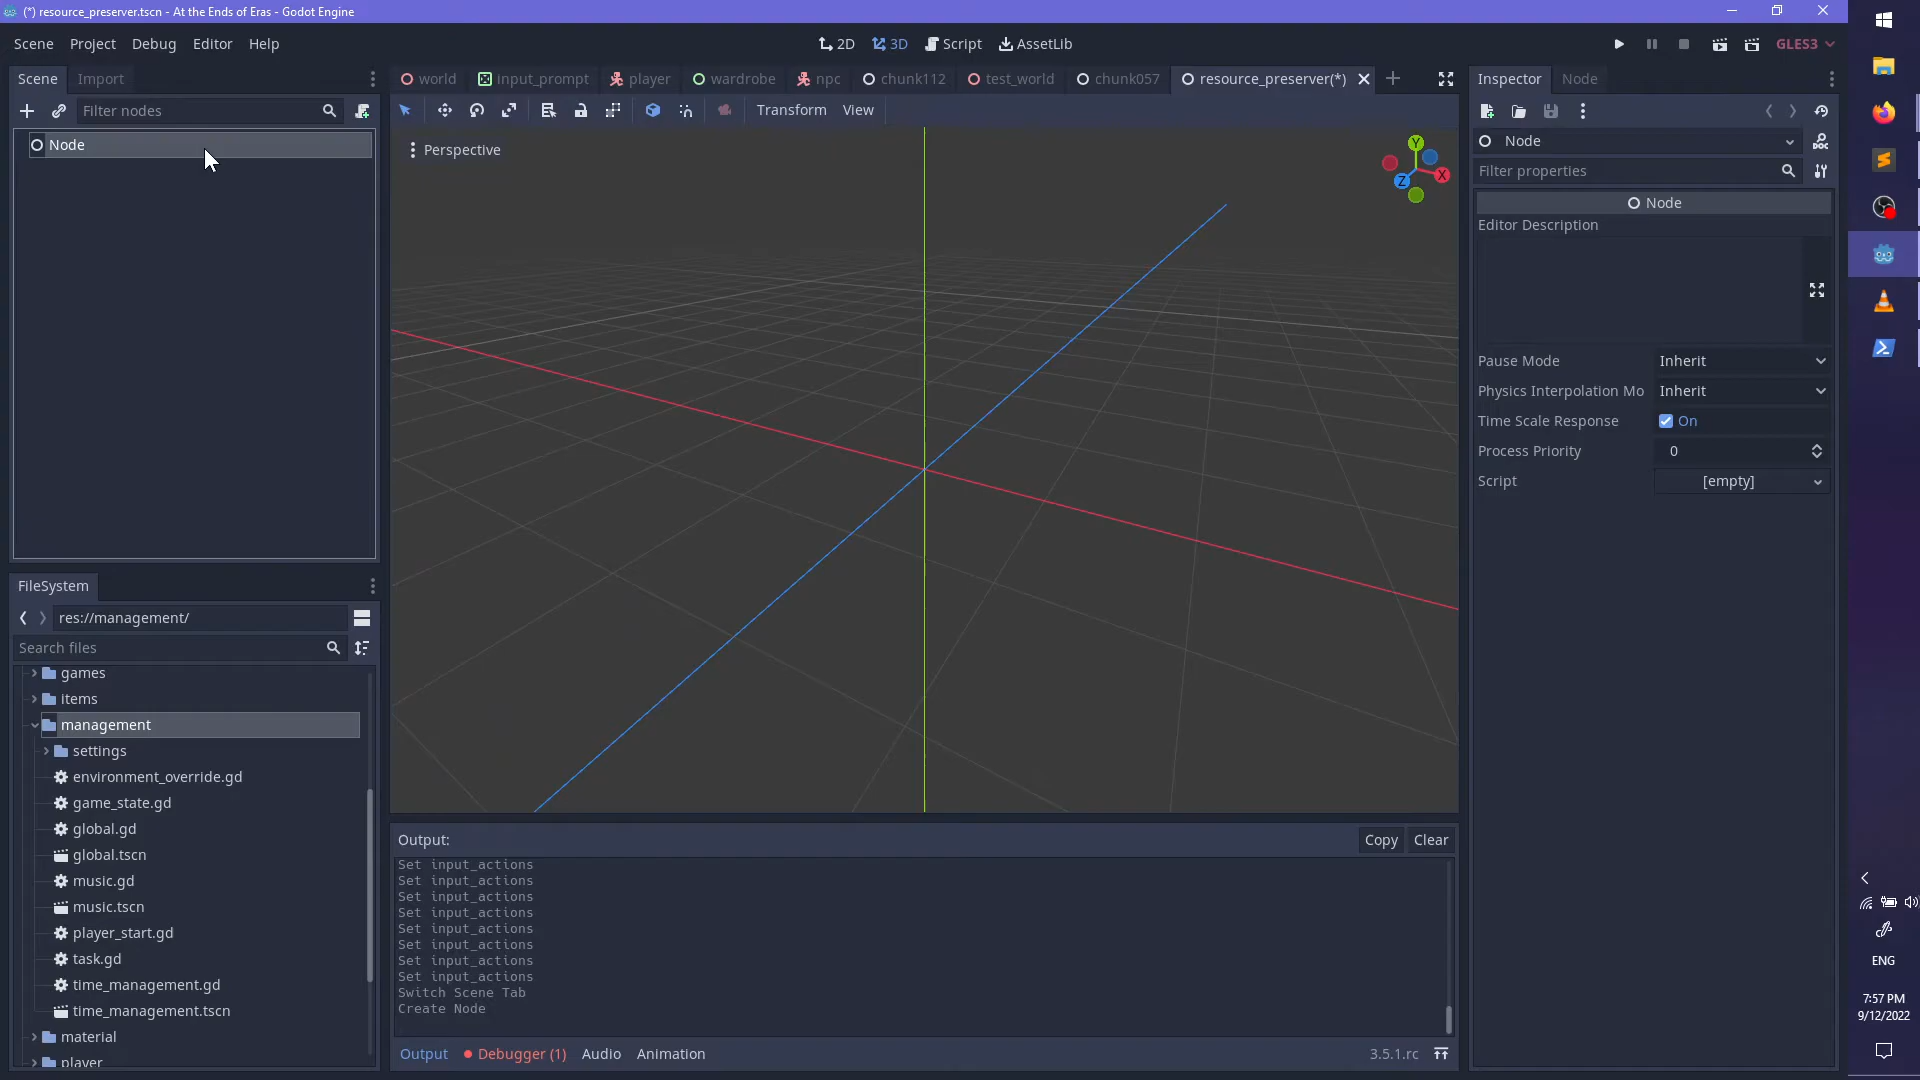 (*) resource_preserver.tscn - At the Ends of Eras - Godot Engine
Scene Project Debug Editor Help
2D 3D Script AssetLib
GLES3
Scene Import
world input_prompt player wardrobe npc chunk112 test_world chunk057 resource_preserver(*)
Inspector Node
Filter nodes
Transform View
Node
Perspective
Y
X
Z
Node
Filter properties
Node
Editor Description
Pause Mode Inherit
Physics Interpolation Mo Inherit
Time Scale Response On
Process Priority 0
Script [empty]
FileSystem
res://management/
Search files
games
items
management
settings
environment_override.gd
game_state.gd
global.gd
global.tscn
music.gd
music.tscn
player_start.gd
task.gd
time_management.gd
time_management.tscn
material
player
Output: Copy Clear
Set input_actions
Set input_actions
Set input_actions
Set input_actions
Set input_actions
Set input_actions
Set input_actions
Set input_actions
Switch Scene Tab
Create Node
Output Debugger (1) Audio Animation 3.5.1.rc
ENG
7:57 PM
9/12/2022